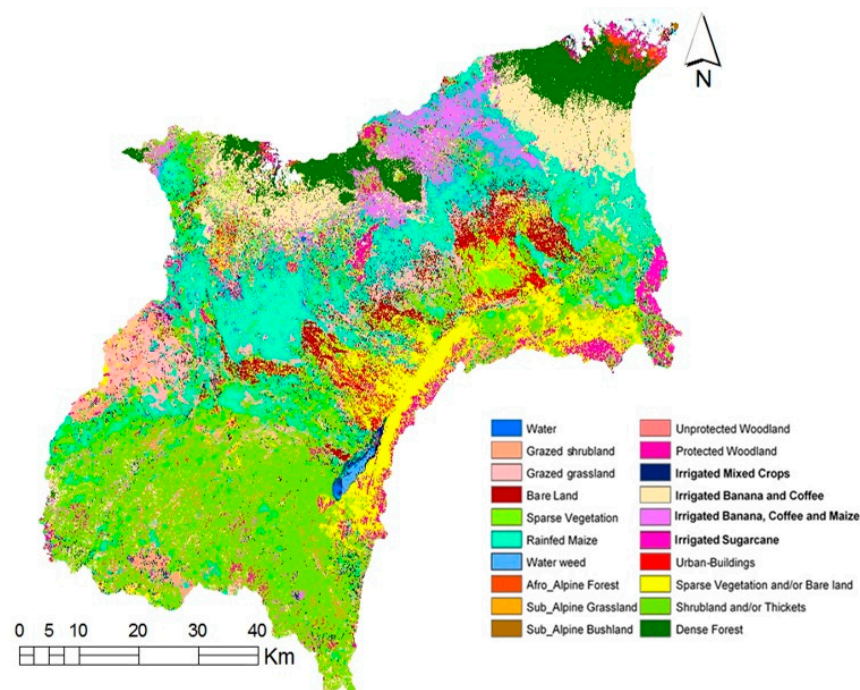 N
Water
Grazed shrubland
Grazed grassland
Bare Land
Sparse Vegetation
Rainfed Maize
Water weed
Afro_Alpine Forest
Sub_Alpine Grassland
Sub_Alpine Bushland
Unprotected Woodland
Protected Woodland
Irrigated Mixed Crops
Irrigated Banana and Coffee
Irrigated Banana, Coffee and Maize
Irrigated Sugarcane
Urban-Buildings
Sparse Vegetation and/or Bare land
Shrubland and/or Thickets
Dense Forest
0 5 10 20 30 40
Km